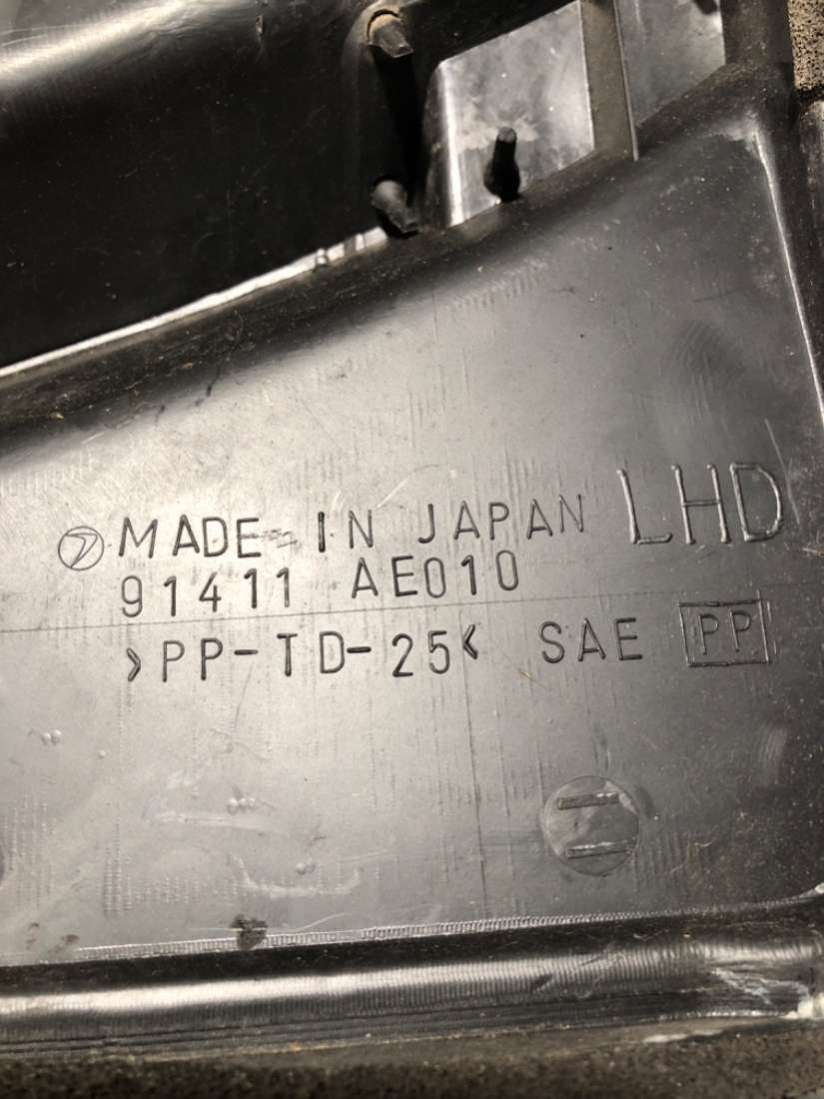 MADE IN JAPAN LHD
91411 AE010
>PP-TD-25< SAE PP